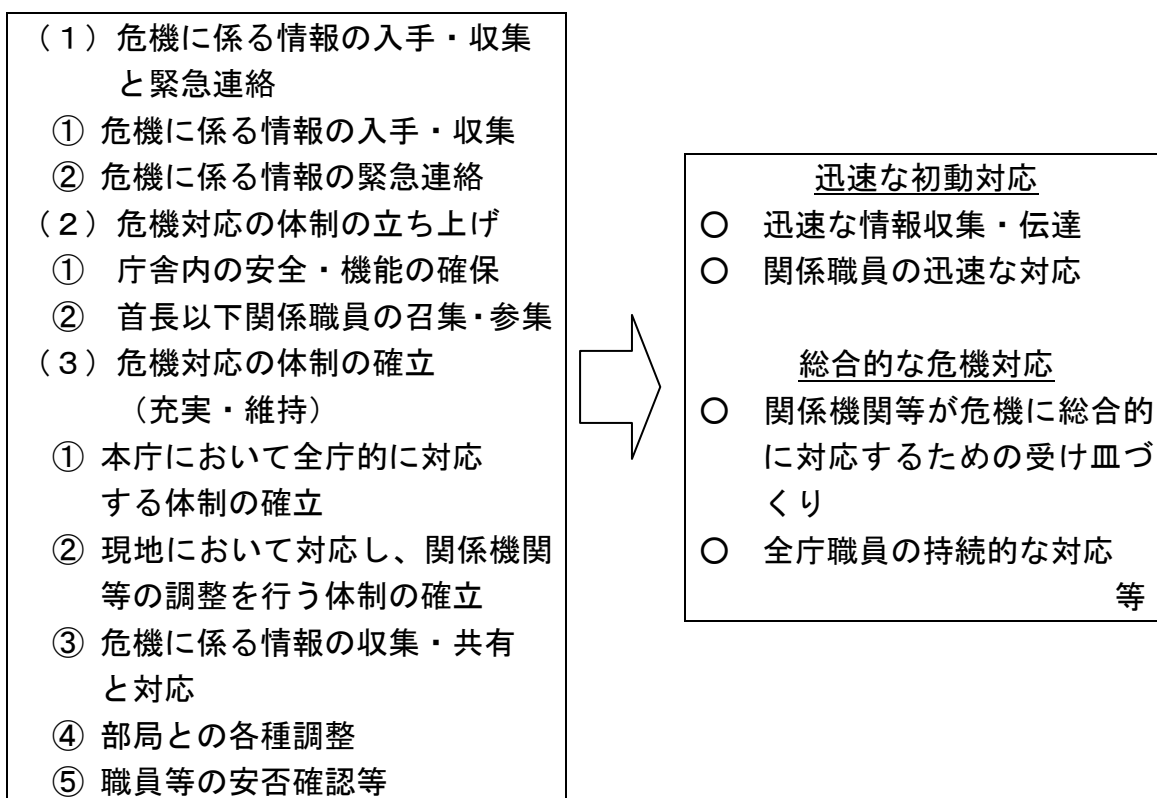 （１）危機に係る情報の入手・収集
と緊急連絡
① 危機に係る情報の入手・収集
② 危機に係る情報の緊急連絡
（２）危機対応の体制の立ち上げ
①　庁舎内の安全・機能の確保
②　首長以下関係職員の召集・参集
（３）危機対応の体制の確立
（充実・維持）
① 本庁において全庁的に対応
する体制の確立
② 現地において対応し、関係機関
等の調整を行う体制の確立
③ 危機に係る情報の収集・共有
と対応
④ 部局との各種調整
⑤ 職員等の安否確認等
迅速な初動対応
○　迅速な情報収集・伝達
○　関係職員の迅速な対応
総合的な危機対応
○　関係機関等が危機に総合的
に対応するための受け皿づ
くり
○　全庁職員の持続的な対応
等